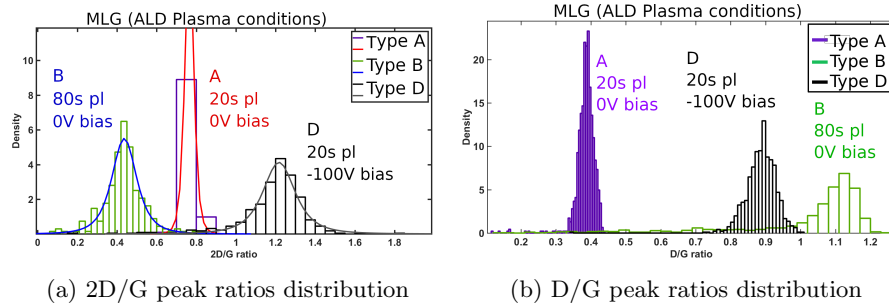 MLG (ALD Plasma conditions)
Type A
Type B
Type D
B
80s pl
0V bias
A
20s pl
0V bias
D
20s pl
-100V bias
Density
10
8
6
4
2
0
0.2
0.4
0.6
0.8
1
1.2
1.4
1.6
1.8
2D/G ratio
(a) 2D/G peak ratios distribution
MLG (ALD Plasma conditions)
Type A
Type B
Type D
A
20s pl
0V bias
D
20s pl
-100V bias
B
80s pl
0V bias
Density
20
15
10
5
0
0.2
0.3
0.4
0.5
0.6
0.7
0.8
0.9
1
1.1
1.2
D/G ratio
(b) D/G peak ratios distribution